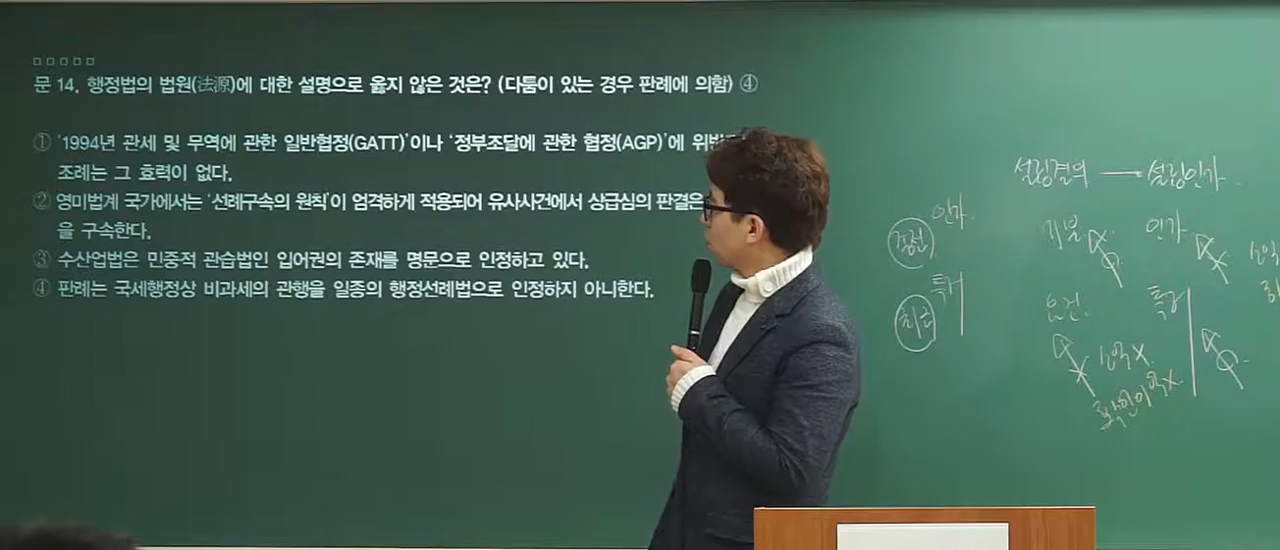 문 14. 행정법의 법원(法源)에 대한 설명으로 옳지 않은 것은? (다툼이 있는 경우 판례에 의함) ④
① '1994년 관세 및 무역에 관한 일반협정(GATT)'이나 '정부조달에 관한 협정(AGP)'에
조례는 그 효력이 없다.
② 영미법계 국가에서는 '선례구속의 원칙'이 엄격하게 적용되어 유사사건에서 상급심의 판결은
을 구속한다.
③ 수산업법은 민중적 관습법인 입어권의 존재를 명문으로 인정하고 있다.
④ 판례는 국세행정상 비과세의 관행을 일종의 행정선례법으로 인정하지 아니한다.
설립결의 → 설립인가
인가
기본 인가
특허
요건 특허